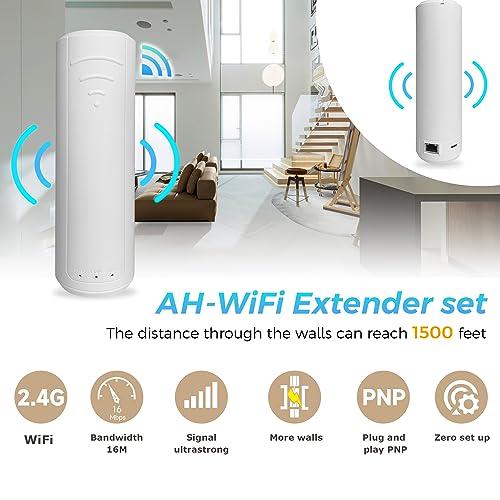 AH-WiFi Extender set
The distance through the walls can reach 1500 feet
2.4G
16
Mbps
PNP
WiFi
Bandwidth
16M
Signal
ultrastrong
More walls
Plug and
play PNP
Zero set up